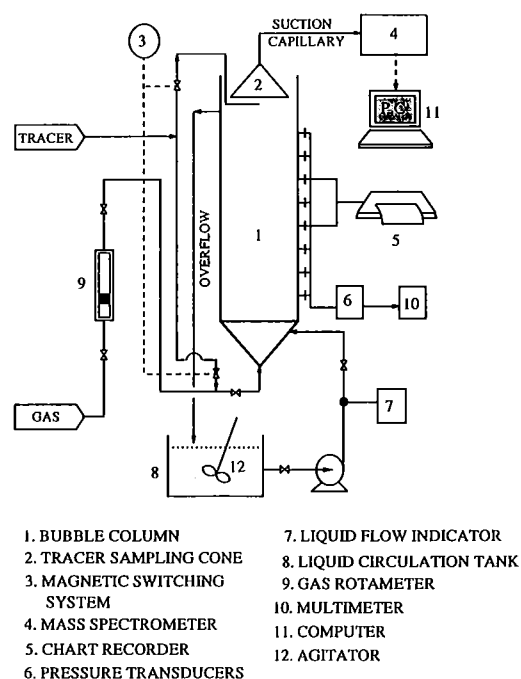 SUCTION
CAPILLARY
3
4
2
P.C.
11
TRACER
OVERFLOW
1
5
9
6
10
GAS
7
8
12
1. BUBBLE COLUMN
2. TRACER SAMPLING CONE
3. MAGNETIC SWITCHING
SYSTEM
4. MASS SPECTROMETER
5. CHART RECORDER
6. PRESSURE TRANSDUCERS
7. LIQUID FLOW INDICATOR
8. LIQUID CIRCULATION TANK
9. GAS ROTAMETER
10. MULTIMETER
11. COMPUTER
12. AGITATOR